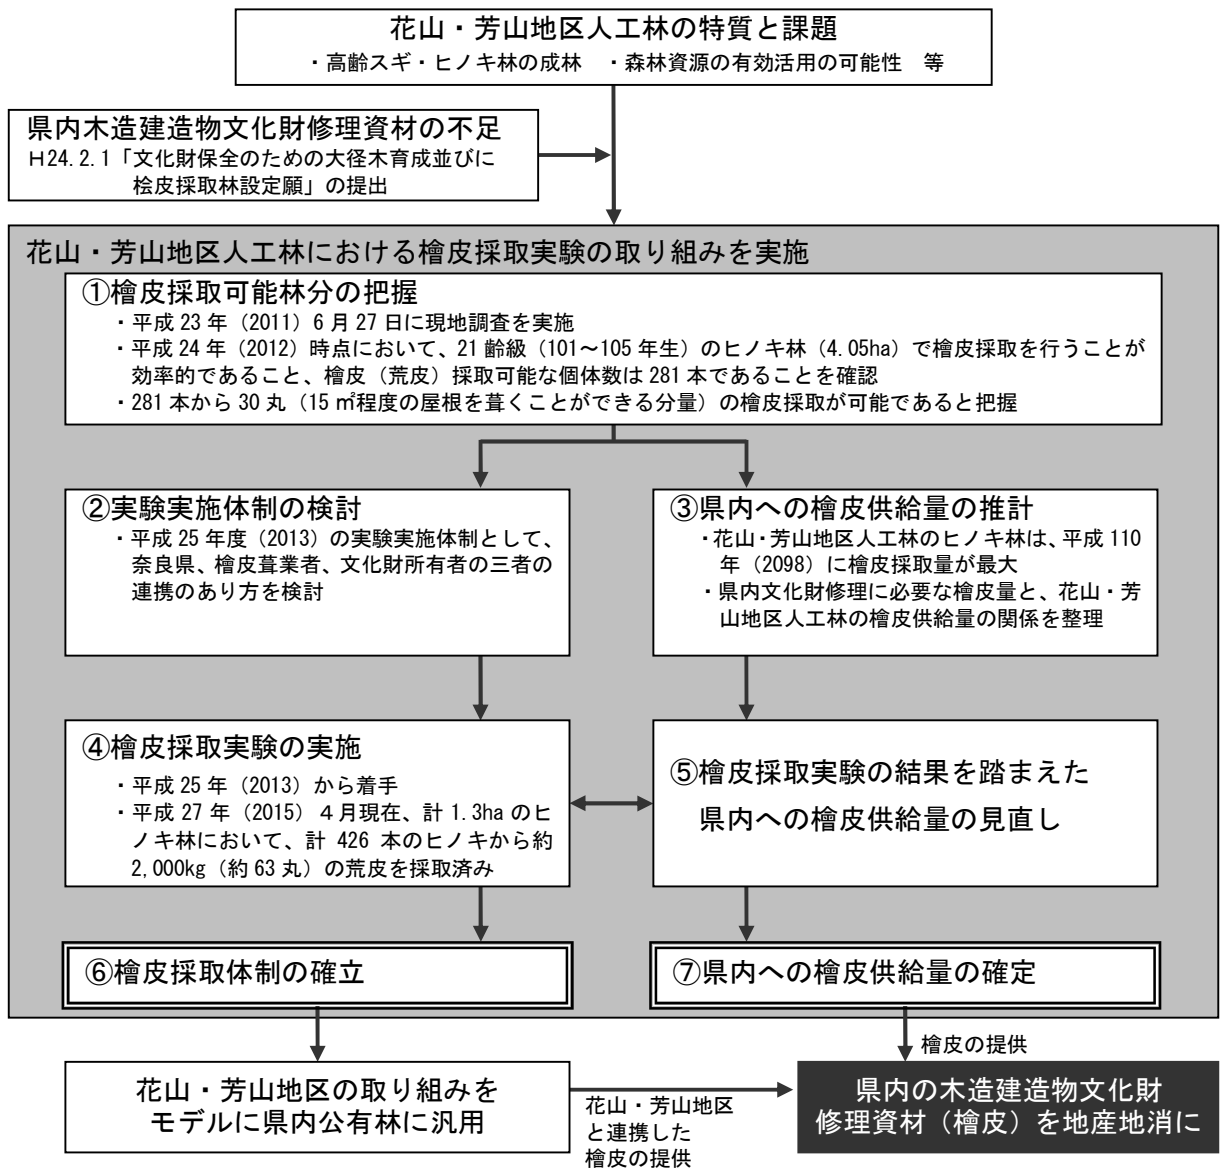 花山・芳山地区人工林の特質と課題
・高齢スギ・ヒノキ林の成林　・森林資源の有効活用の可能性　等
県内木造建造物文化財修理資材の不足
H24.2.1「文化財保全のための大径木育成並びに
桧皮採取林設定願」の提出
花山・芳山地区人工林における檜皮採取実験の取り組みを実施
①檜皮採取可能林分の把握
・平成 23 年（2011）6 月 27 日に現地調査を実施
・平成 24 年（2012）時点において、21 齢級（101～105 年生）のヒノキ林（4.05ha）で檜皮採取を行うことが
効率的であること、檜皮（荒皮）採取可能な個体数は 281 本であることを確認
・281 本から 30 丸（15 ㎡程度の屋根を葺くことができる分量）の檜皮採取が可能であると把握
②実験実施体制の検討
・平成 25 年度（2013）の実験実施体制として、
奈良県、檜皮葺業者、文化財所有者の三者の
連携のあり方を検討
③県内への檜皮供給量の推計
・花山・芳山地区人工林のヒノキ林は、平成 110
年（2098）に檜皮採取量が最大
・県内文化財修理に必要な檜皮量と、花山・芳
山地区人工林の檜皮供給量の関係を整理
④檜皮採取実験の実施
・平成 25 年（2013）から着手
・平成 27 年（2015）４月現在、計 1.3ha のヒ
ノキ林において、計 426 本のヒノキから約
2,000kg（約 63 丸）の荒皮を採取済み
⑤檜皮採取実験の結果を踏まえた
県内への檜皮供給量の見直し
⑥檜皮採取体制の確立
⑦県内への檜皮供給量の確定
檜皮の提供
花山・芳山地区の取り組みを
モデルに県内公有林に汎用
花山・芳山地区
と連携した
檜皮の提供
県内の木造建造物文化財
修理資材（檜皮）を地産地消に